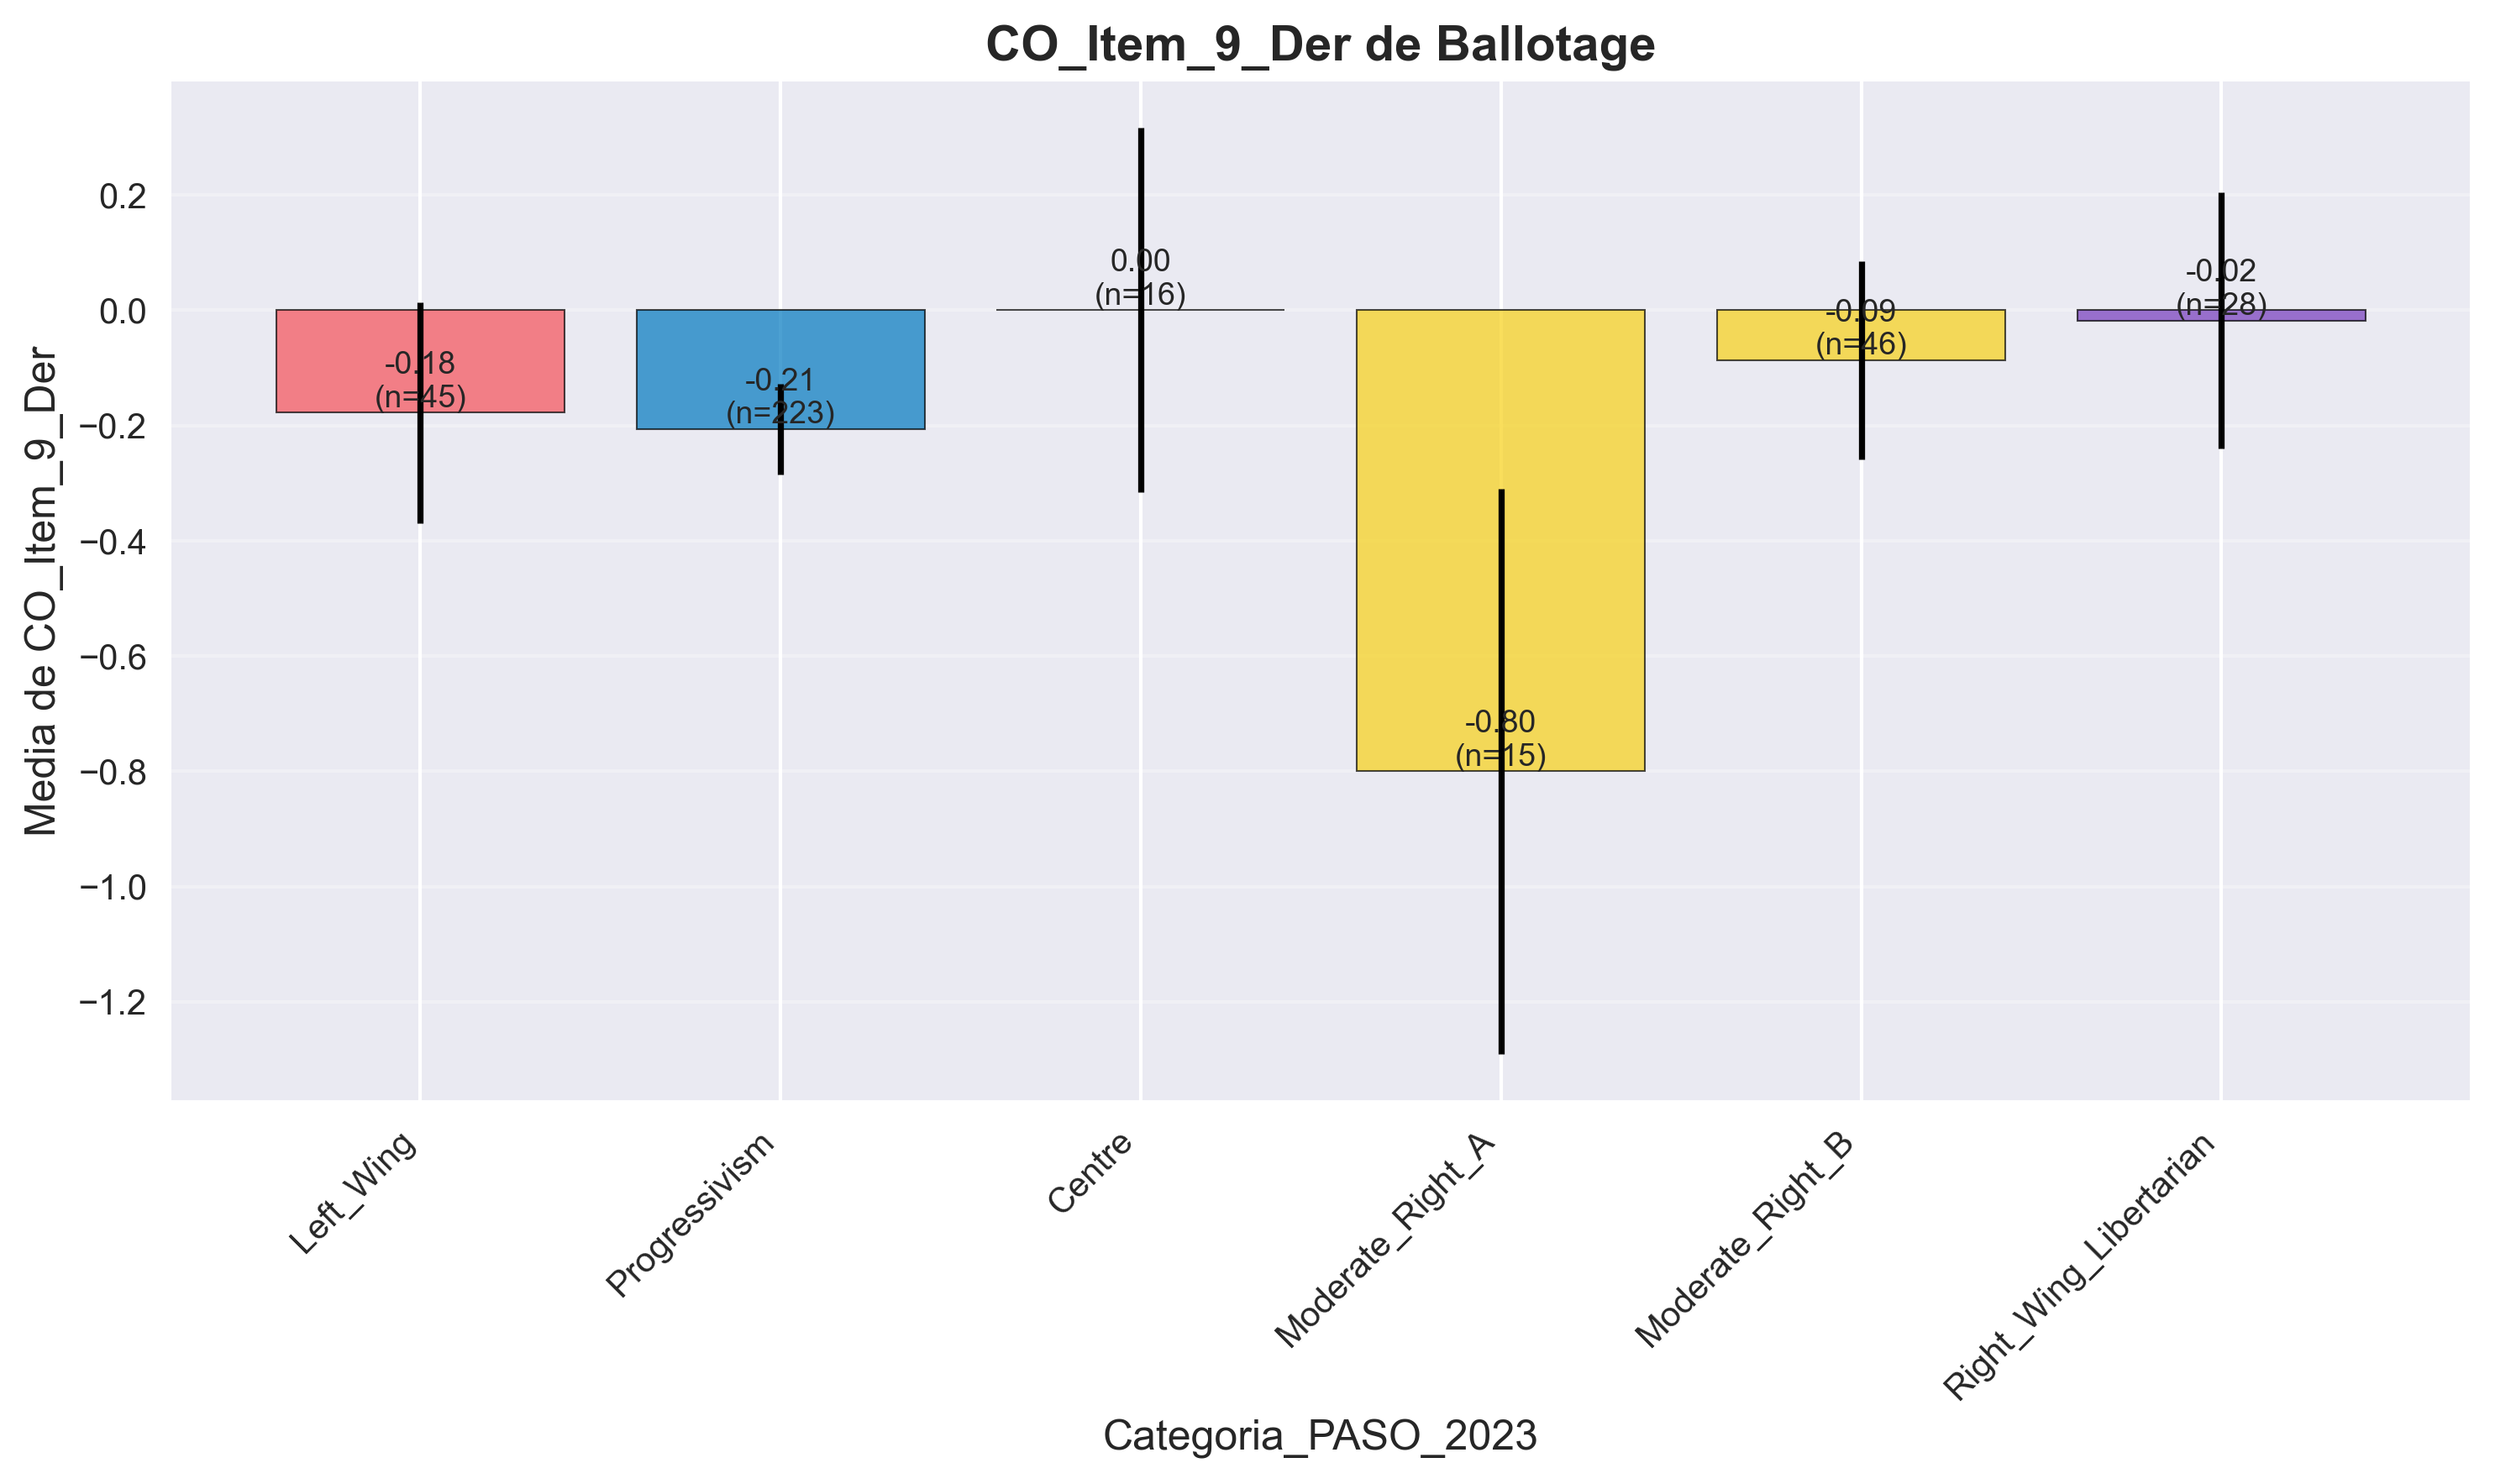 CO_Item_9_Der de Ballotage
Media de CO_Item_9_Der
0.2
0.0
−0.2
−0.4
−0.6
−0.8
−1.0
−1.2
-0.18
(n=45)
-0.21
(n=223)
0.00
(n=16)
-0.80
(n=15)
-0.09
(n=46)
-0.02
(n=28)
Left_Wing
Progressivism
Centre
Moderate_Right_A
Moderate_Right_B
Right_Wing_Libertarian
Categoria_PASO_2023